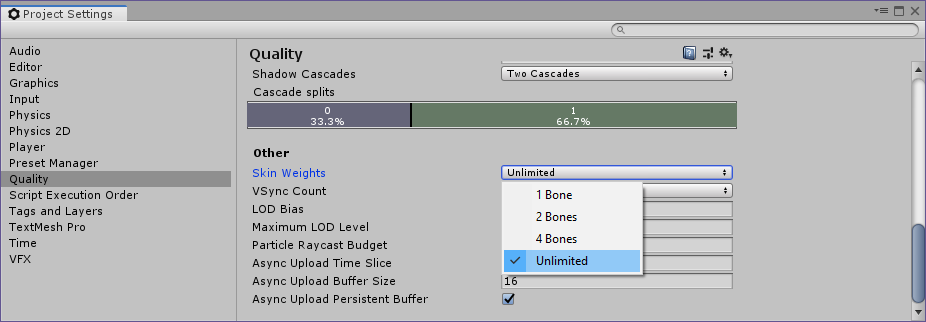 Project Settings
Audio
Editor
Graphics
Input
Physics
Physics 2D
Player
Preset Manager
Quality
Script Execution Order
Tags and Layers
TextMesh Pro
Time
VFX
Quality
Shadow Cascades
Two Cascades
Cascade splits
0
33.3%
1
66.7%
Other
Skin Weights
Unlimited
VSync Count
LOD Bias
Maximum LOD Level
Particle Raycast Budget
Async Upload Time Slice
Async Upload Buffer Size
16
Async Upload Persistent Buffer
1 Bone
2 Bones
4 Bones
Unlimited